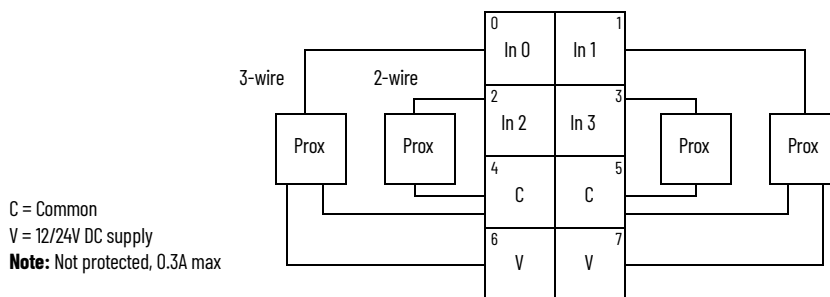 0 1
In 0 In 1
3-wire 2-wire
2 3
In 2 In 3
Prox Prox Prox Prox
4 5
C C
C = Common
V = 12/24V DC supply
6 7
V V
Note: Not protected, 0.3A max